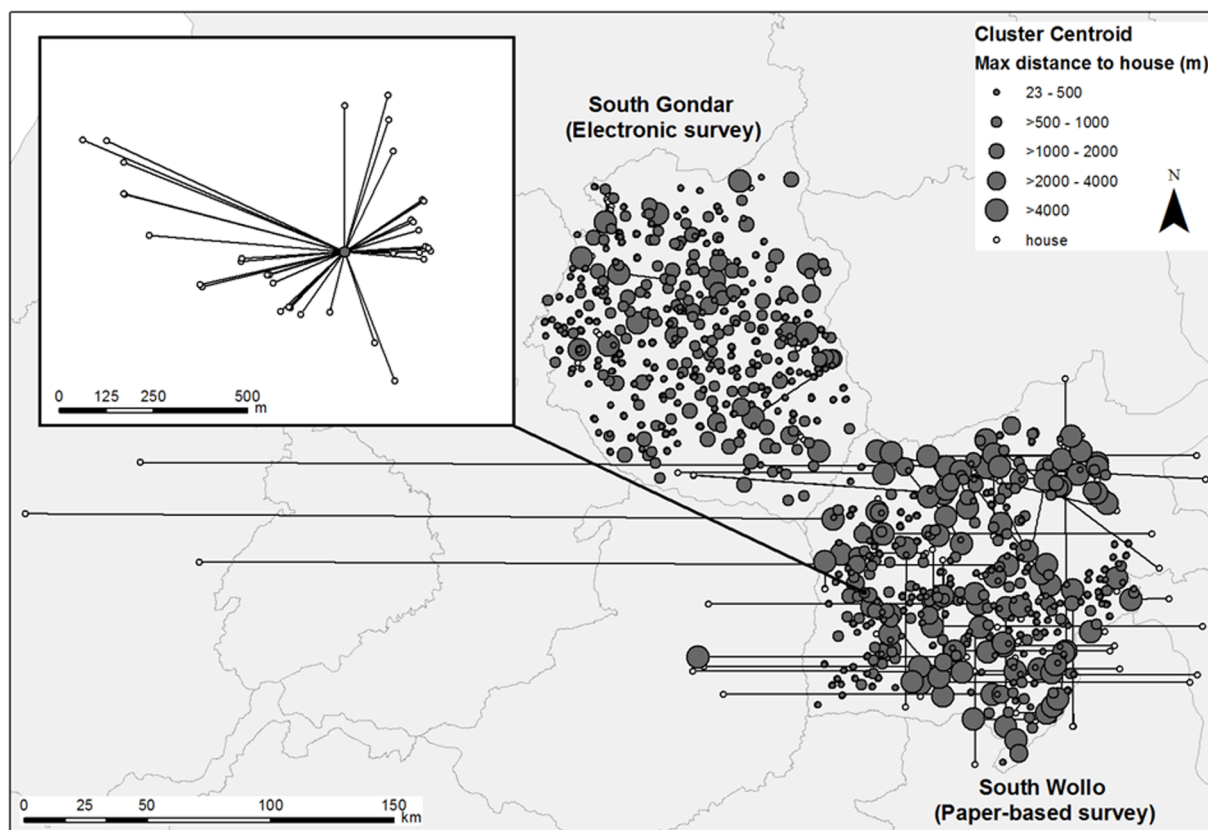 Cluster Centroid
Max distance to house (m)
23 - 500
>500 - 1000
>1000 - 2000
>2000 - 4000
>4000
house
N
South Gondar
(Electronic survey)
0 125 250 500
m
South Wollo
(Paper-based survey)
0 25 50 100 150
km